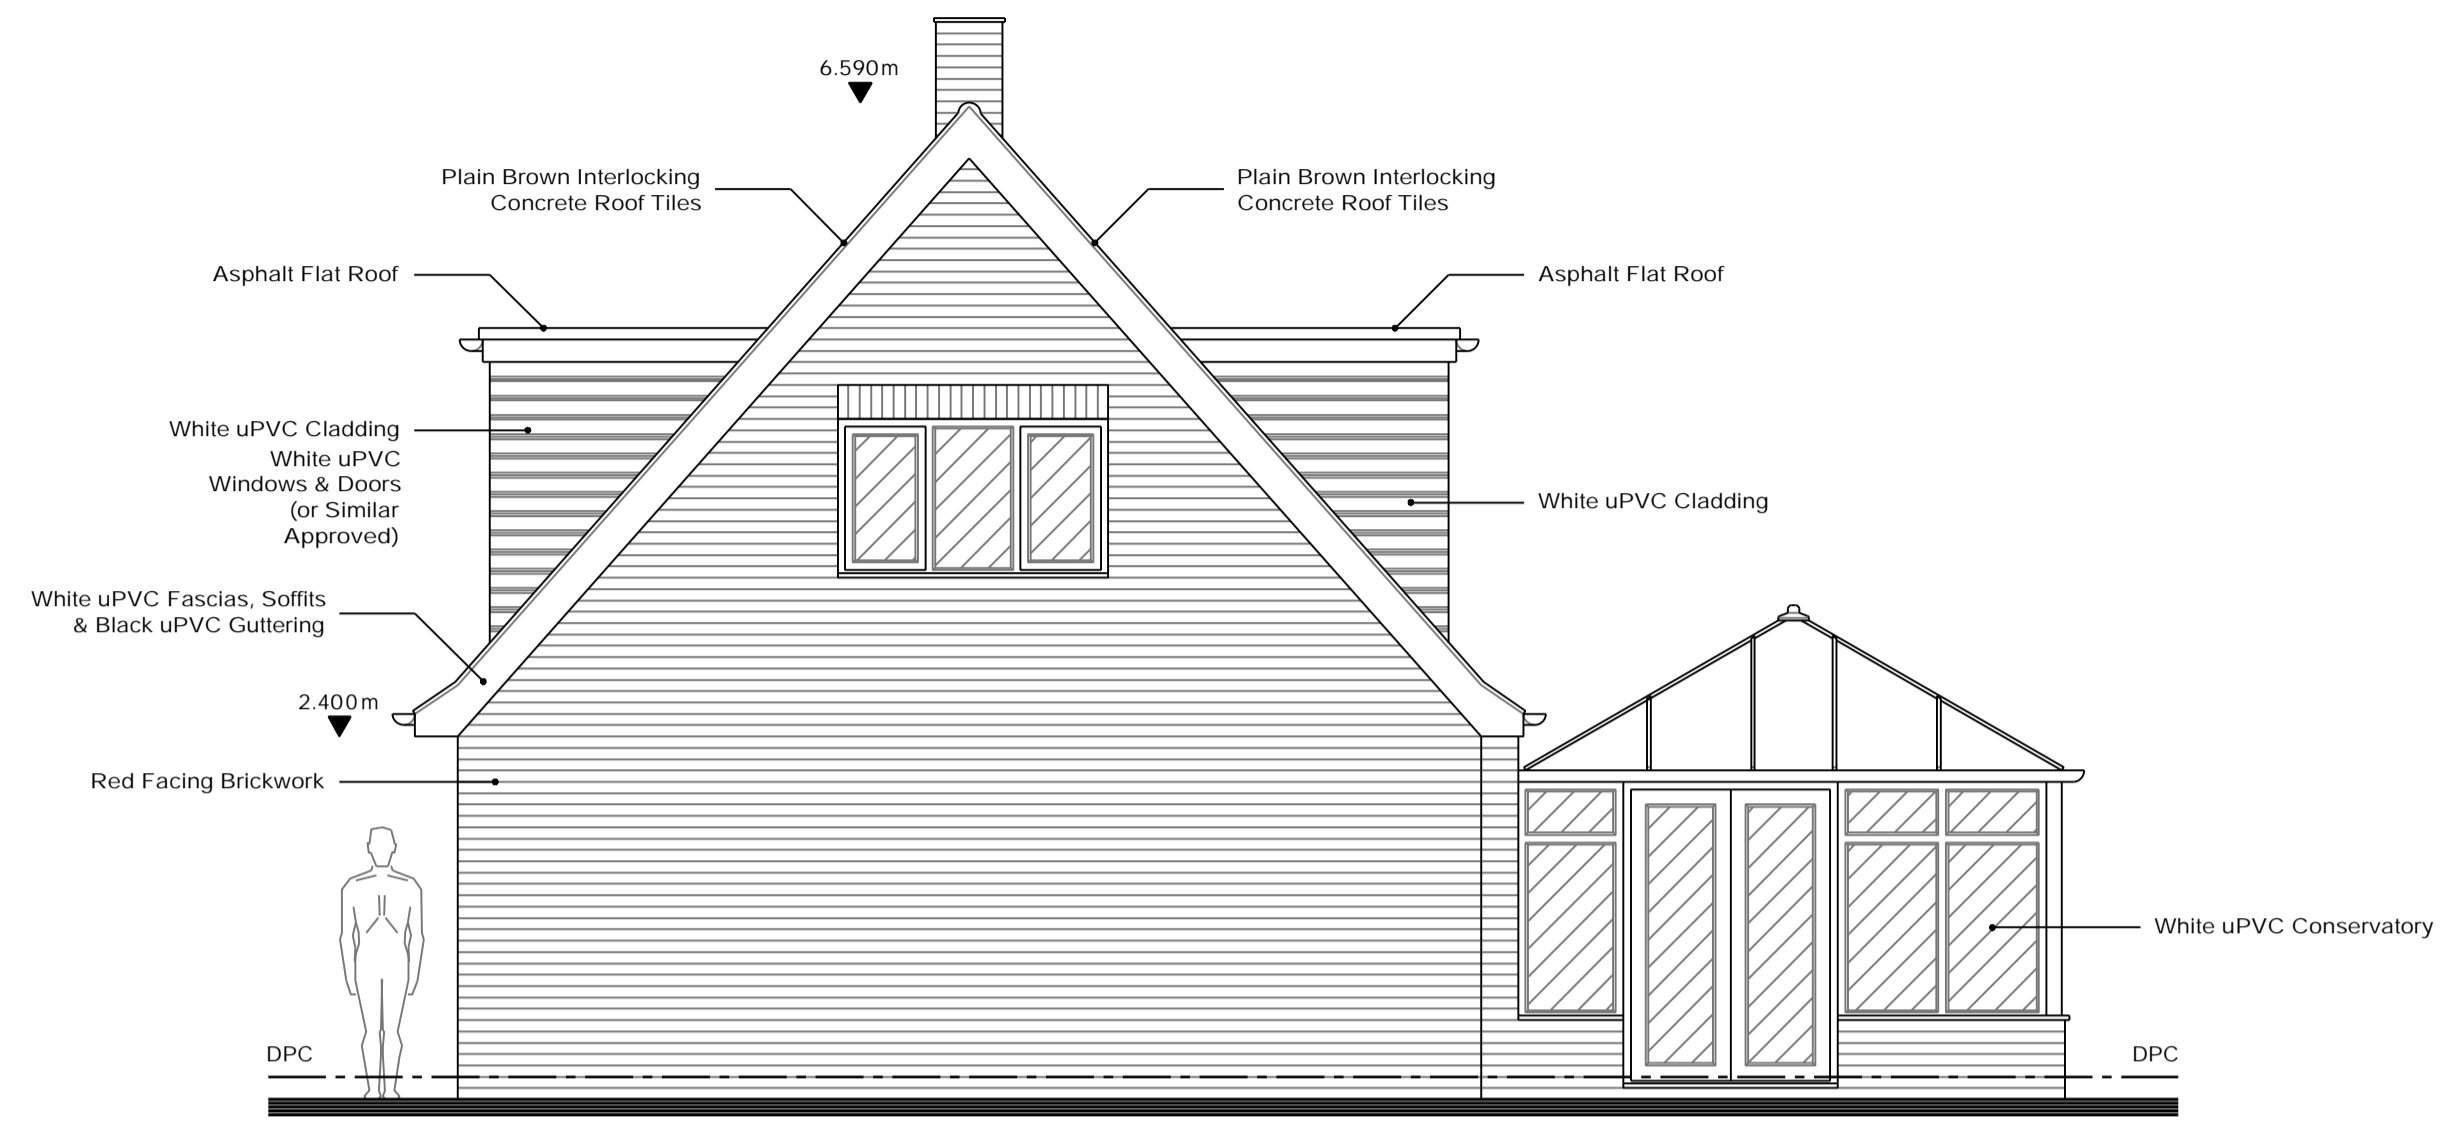 6.590m
Plain Brown Interlocking
Concrete Roof Tiles
Plain Brown Interlocking
Concrete Roof Tiles
Asphalt Flat Roof
Asphalt Flat Roof
White uPVC Cladding
White uPVC
Windows & Doors
(or Similar
Approved)
White uPVC Cladding
White uPVC Fascias, Soffits
& Black uPVC Guttering
2.400m
Red Facing Brickwork
White uPVC Conservatory
DPC
DPC